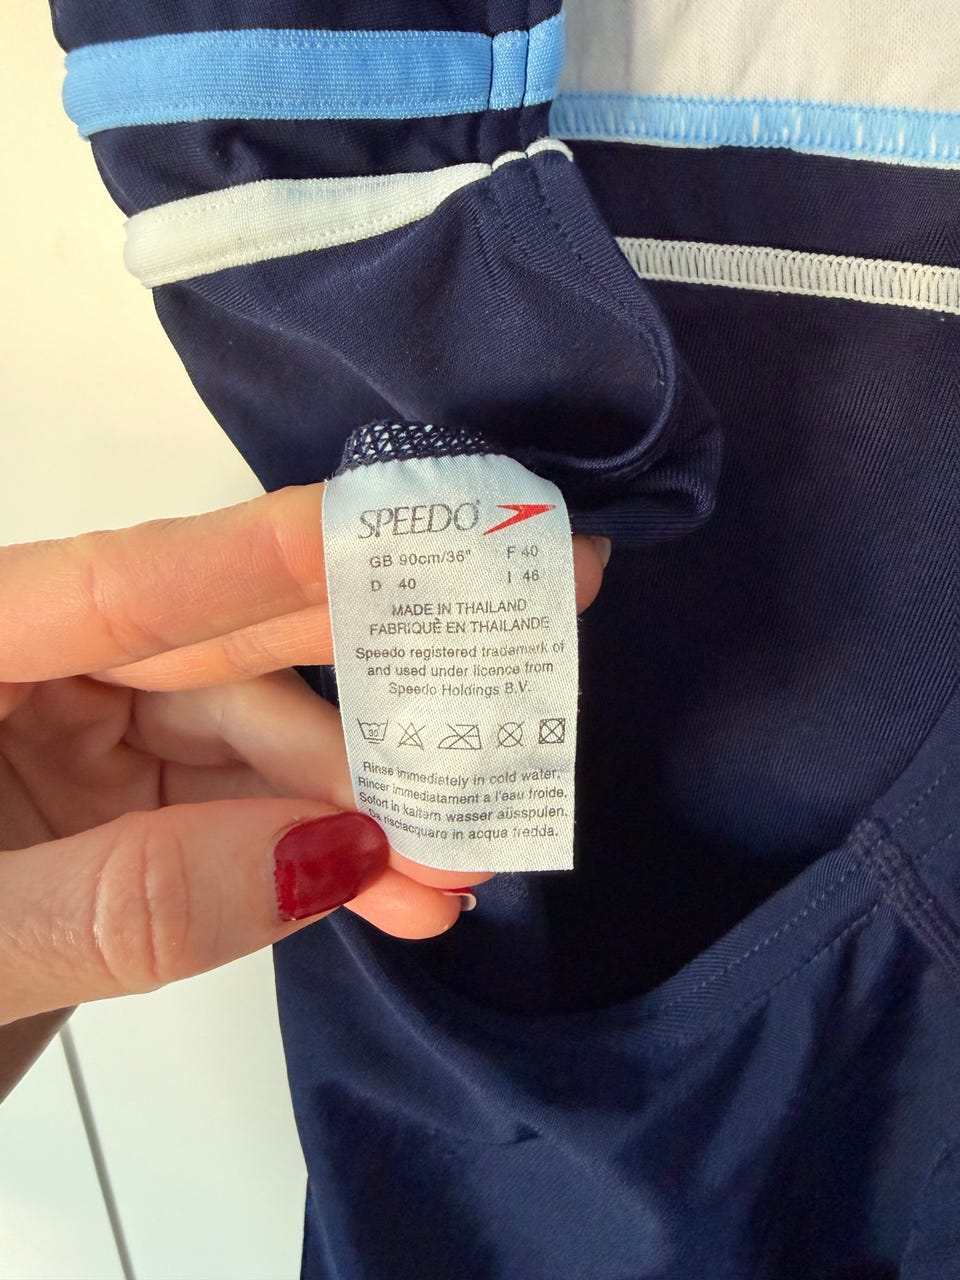 SPEEDO
GB 90cm/36" F 40
D 40 I 46
MADE IN THAILAND
FABRIQUÈ EN THAILANDE
Speedo registered trademark of
and used under licence from
Speedo Holdings B.V.
30
Rinse immediately in cold water.
Rincer immediatament a l'eau froide.
Sofort in kaltem wasser aüsspulen.
Da risciacquare in acqua fredda.